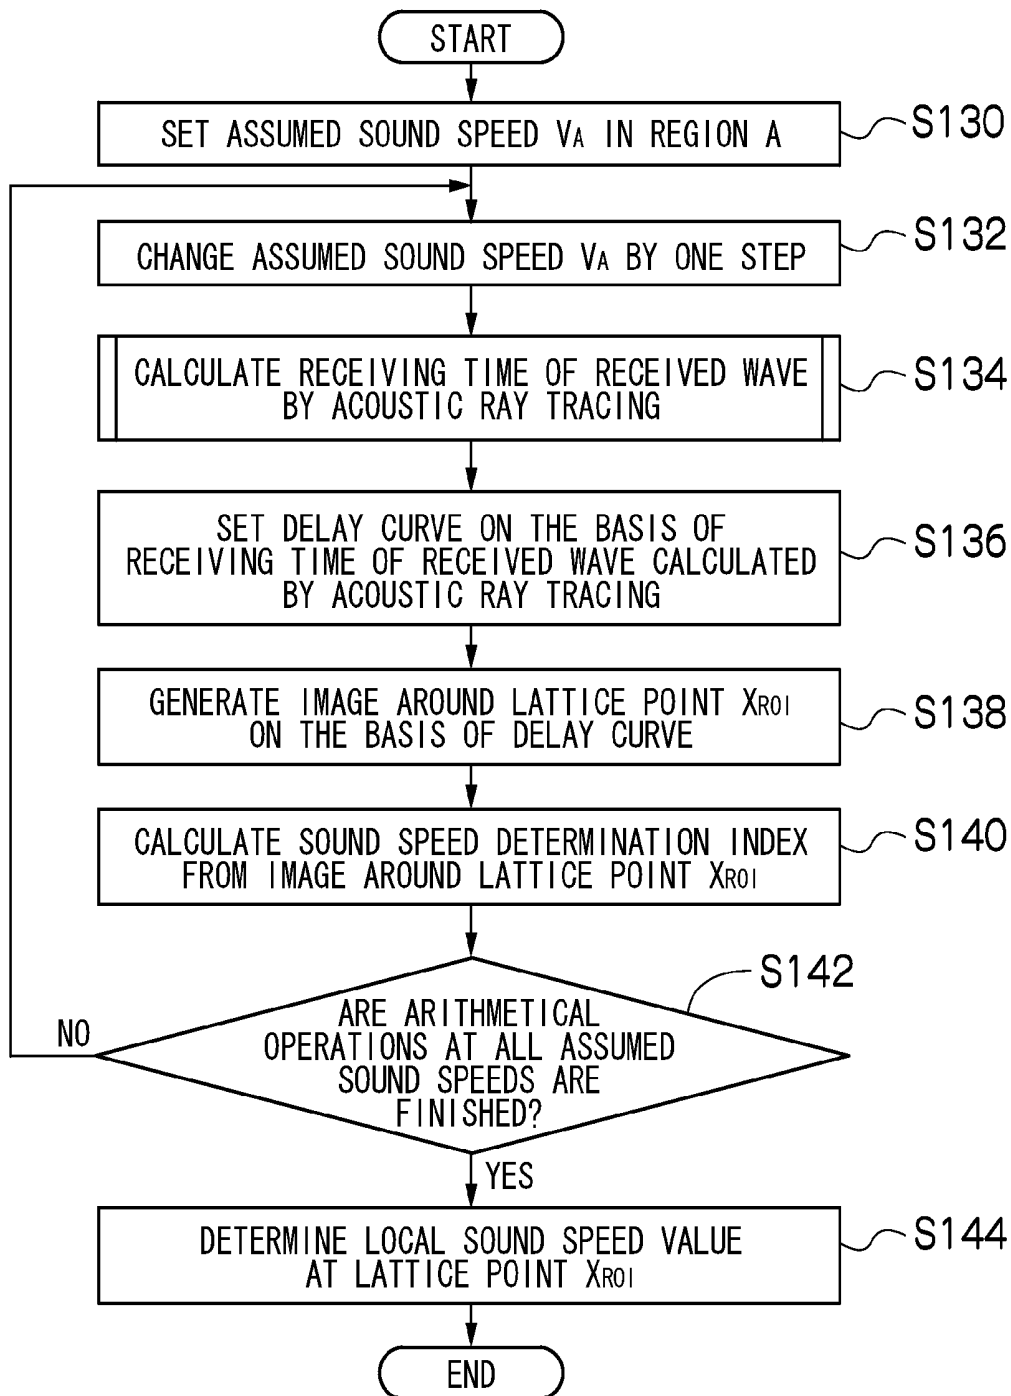 START
SET ASSUMED SOUND SPEED VA IN REGION A
S130
CHANGE ASSUMED SOUND SPEED VA BY ONE STEP
S132
CALCULATE RECEIVING TIME OF RECEIVED WAVE
BY ACOUSTIC RAY TRACING
S134
SET DELAY CURVE ON THE BASIS OF
RECEIVING TIME OF RECEIVED WAVE CALCULATED
BY ACOUSTIC RAY TRACING
S136
GENERATE IMAGE AROUND LATTICE POINT XROI
ON THE BASIS OF DELAY CURVE
S138
CALCULATE SOUND SPEED DETERMINATION INDEX
FROM IMAGE AROUND LATTICE POINT XROI
S140
S142
ARE ARITHMETICAL
OPERATIONS AT ALL ASSUMED
SOUND SPEEDS ARE
FINISHED?
NO
YES
DETERMINE LOCAL SOUND SPEED VALUE
AT LATTICE POINT XROI
S144
END